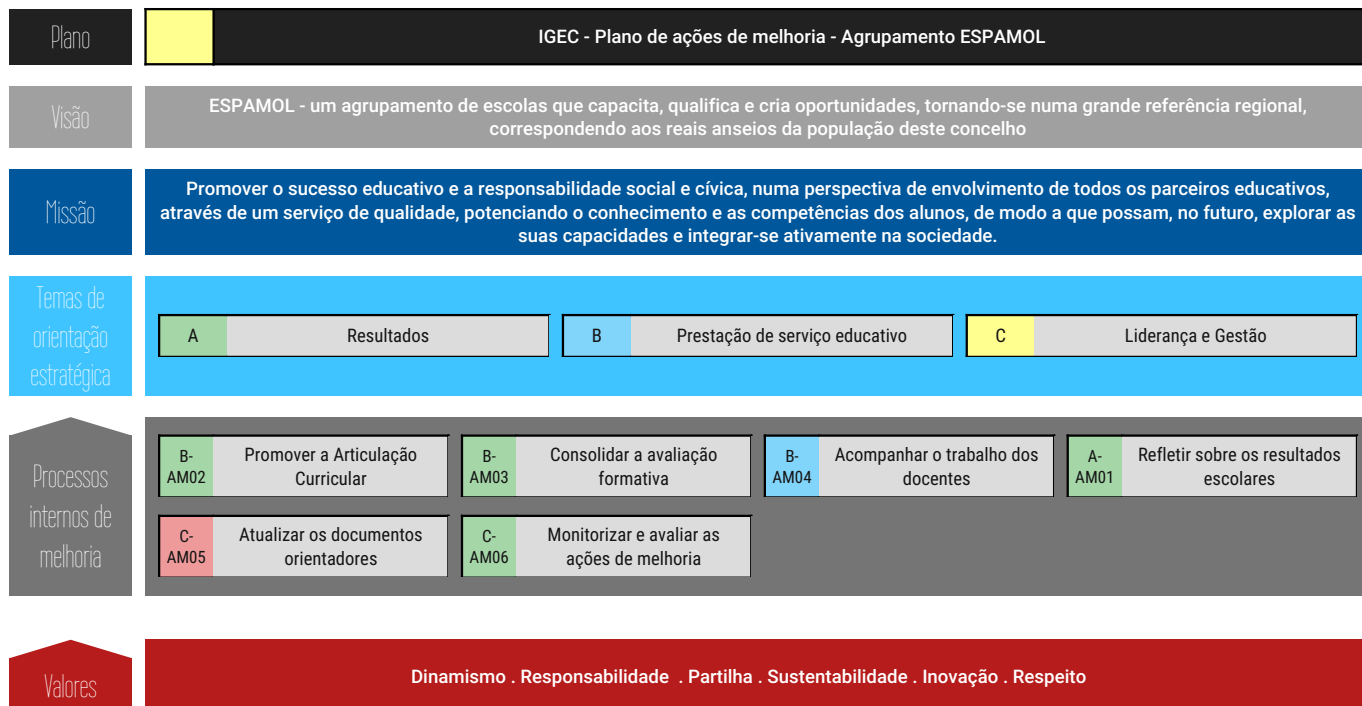 Plano
IGEC - Plano de ações de melhoria - Agrupamento ESPAMOL
Visão
ESPAMOL - um agrupamento de escolas que capacita, qualifica e cria oportunidades, tornando-se numa grande referência regional,
correspondendo aos reais anseios da população deste concelho
Missão
Promover o sucesso educativo e a responsabilidade social e cívica, numa perspectiva de envolvimento de todos os parceiros educativos,
através de um serviço de qualidade, potenciando o conhecimento e as competências dos alunos, de modo a que possam, no futuro, explorar as
suas capacidades e integrar-se ativamente na sociedade.
Temas de
orientação
estratégica
A
Resultados
B
Prestação de serviço educativo
C
Liderança e Gestão
Processos
internos de
melhoria
B-
AM02
Promover a Articulação
Curricular
B-
AM03
Consolidar a avaliação
formativa
B-
AM04
Acompanhar o trabalho dos
docentes
A-
AM01
Refletir sobre os resultados
escolares
C-
AM05
Atualizar os documentos
orientadores
C-
AM06
Monitorizar e avaliar as
ações de melhoria
Valores
Dinamismo . Responsabilidade . Partilha . Sustentabilidade . Inovação . Respeito